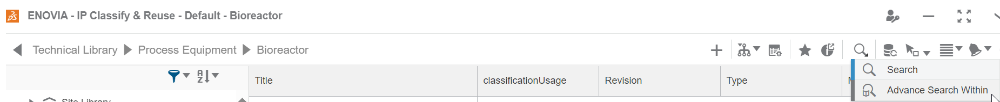 ENOVIA - IP Classify & Reuse - Default - Bioreactor
Technical Library Process Equipment Bioreactor
Search
Title classificationUsage Revision Type
Advance Search Within
Site Library